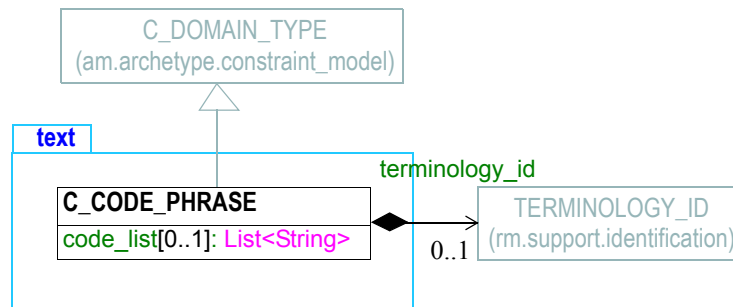 C_DOMAIN_TYPE
(am.archetype.constraint_model)
text
terminology_id
C_CODE_PHRASE
code_list[0..1]: List<String>
0..1
TERMINOLOGY_ID
(rm.support.identification)